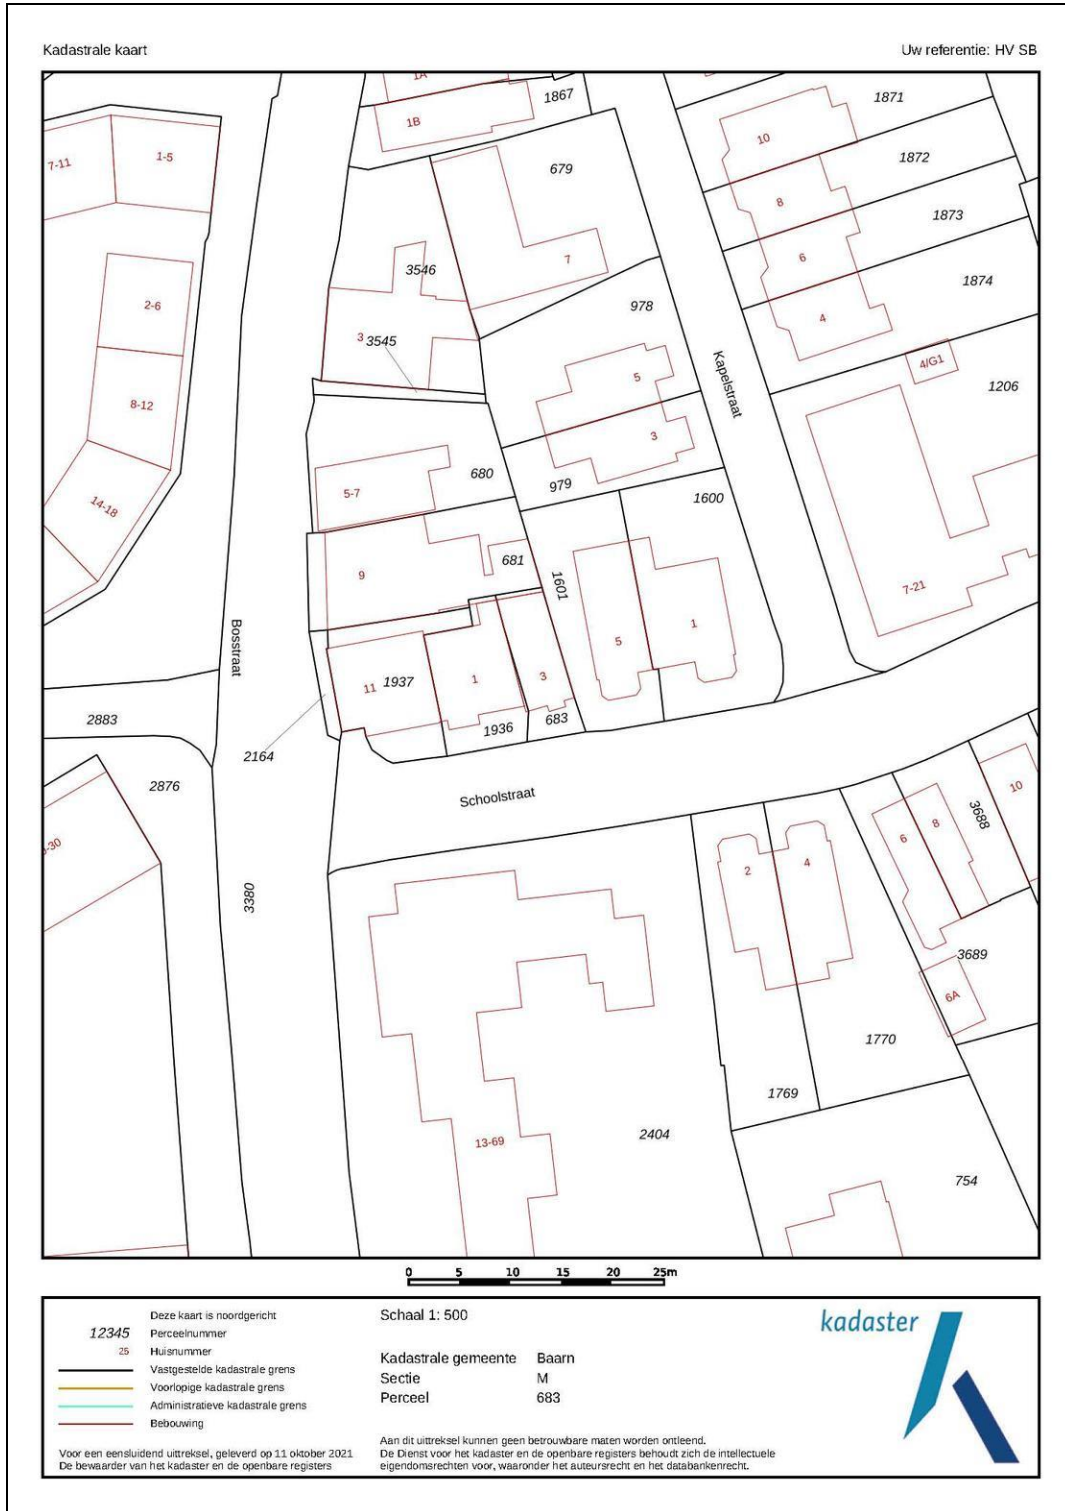 Kadastrale kaart
Uw referentie: HV SB
1A
1867
1B
1871
10
7-11
1-5
679
1872
8
1873
7
6
3546
1874
2-6
978
4
3
3545
Kapelstraat
5
4/G1
1206
8-12
3
680
979
5-7
1600
14-18
9
681
1601
7-21
Bosstraat
5
1
11
1937
1
3
2883
1936
683
2164
2876
Schoolstraat
10
3688
8
6
2
4
3380
3689
6A
1770
1769
13-69
2404
754
0 5 10 15 20 25m
Deze kaart is noordgericht
12345 Perceelnummer
25 Huisnummer
Vastgestelde kadastrale grens
Voorlopige kadastrale grens
Administratieve kadastrale grens
Bebouwing
Voor een eensluidend uittreksel, geleverd op 11 oktober 2021
De bewaarder van het kadaster en de openbare registers
Schaal 1: 500
Kadastrale gemeente Baarn
Sectie M
Perceel 683
Aan dit uittreksel kunnen geen betrouwbare maten worden ontleend.
De Dienst voor het kadaster en de openbare registers behoudt zich de intellectuele
eigendomsrechten voor, waaronder het auteursrecht en het databankenrecht.
kadaster